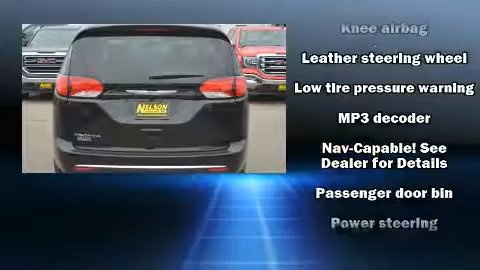 Knee airbag
Leather steering wheel
Low tire pressure warning
MP3 decoder
Nav-Capable! See
Dealer for Details
Passenger door bin
Power steering
GMC
NELSON